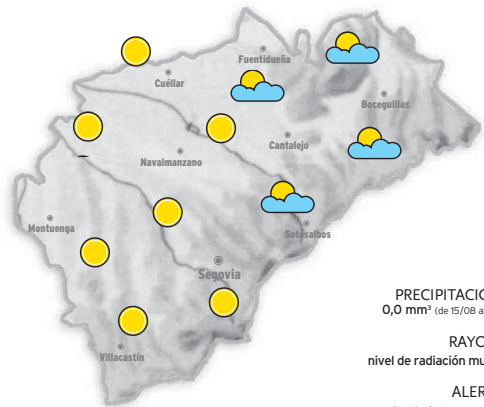 Fuentidueña
Cuéllar
Boceguillas
Cantalejo
Navalmanzano
Montuenga
Sotosalbos
Segovia
Villacastín
PRECIPITACIO
0,0 mm³ (de 15/08 a
RAYO
nivel de radiación mu
ALER